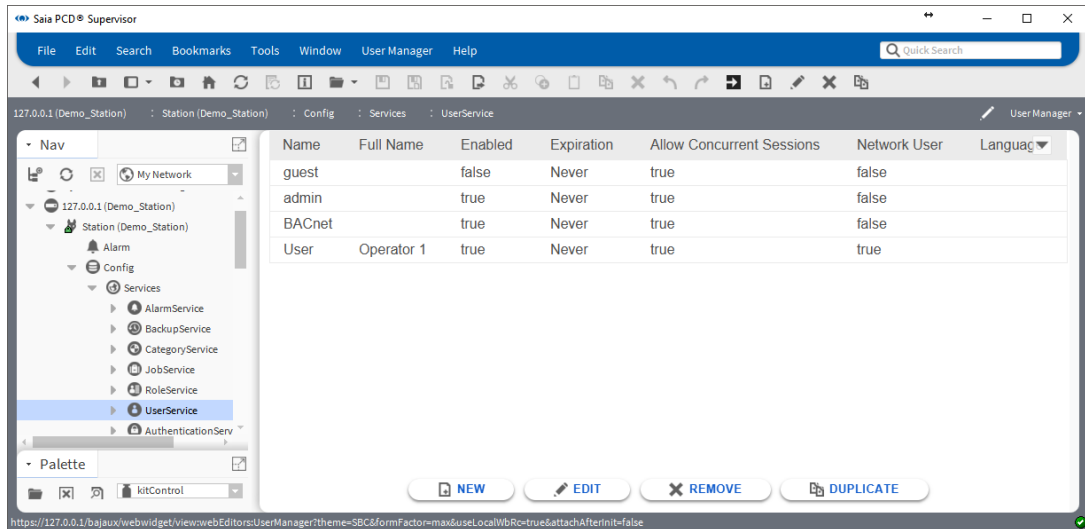 Saia PCD® Supervisor
File Edit Search Bookmarks Tools Window User Manager Help
Quick Search
127.0.0.1 (Demo_Station) : Station (Demo_Station) : Config : Services : UserService
User Manager
Nav
My Network
127.0.0.1 (Demo_Station)
Station (Demo_Station)
Alarm
Config
Services
AlarmService
BackupService
CategoryService
JobService
RoleService
UserService
AuthenticationServ
Palette
kitControl
Name Full Name Enabled Expiration Allow Concurrent Sessions Network User Languag
guest false Never true false
admin true Never true false
BACnet true Never true false
User Operator 1 true Never true true
NEW EDIT REMOVE DUPLICATE
https://127.0.0.1/bajaux/webwidget/view:webEditors:UserManager?theme=SBC&formFactor=max&useLocalWbRc=true&attachAfterInit=false